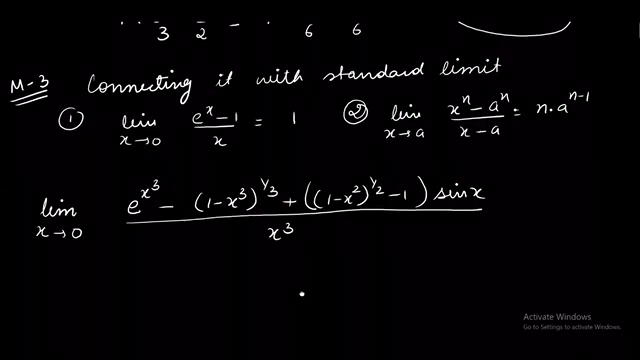 3 2 6 6
M-3 Connecting it with standard limit
① lim x→0 (e^x - 1)/x = 1 ② lim x→a (x^n - a^n)/(x - a) = n·a^(n-1)
lim x→0 (e^(x^3) - (1-x^3)^(1/3) + ((1-x^2)^(1/2) - 1) sinx)/x^3
Activate Windows
Go to Settings to activate Windows.